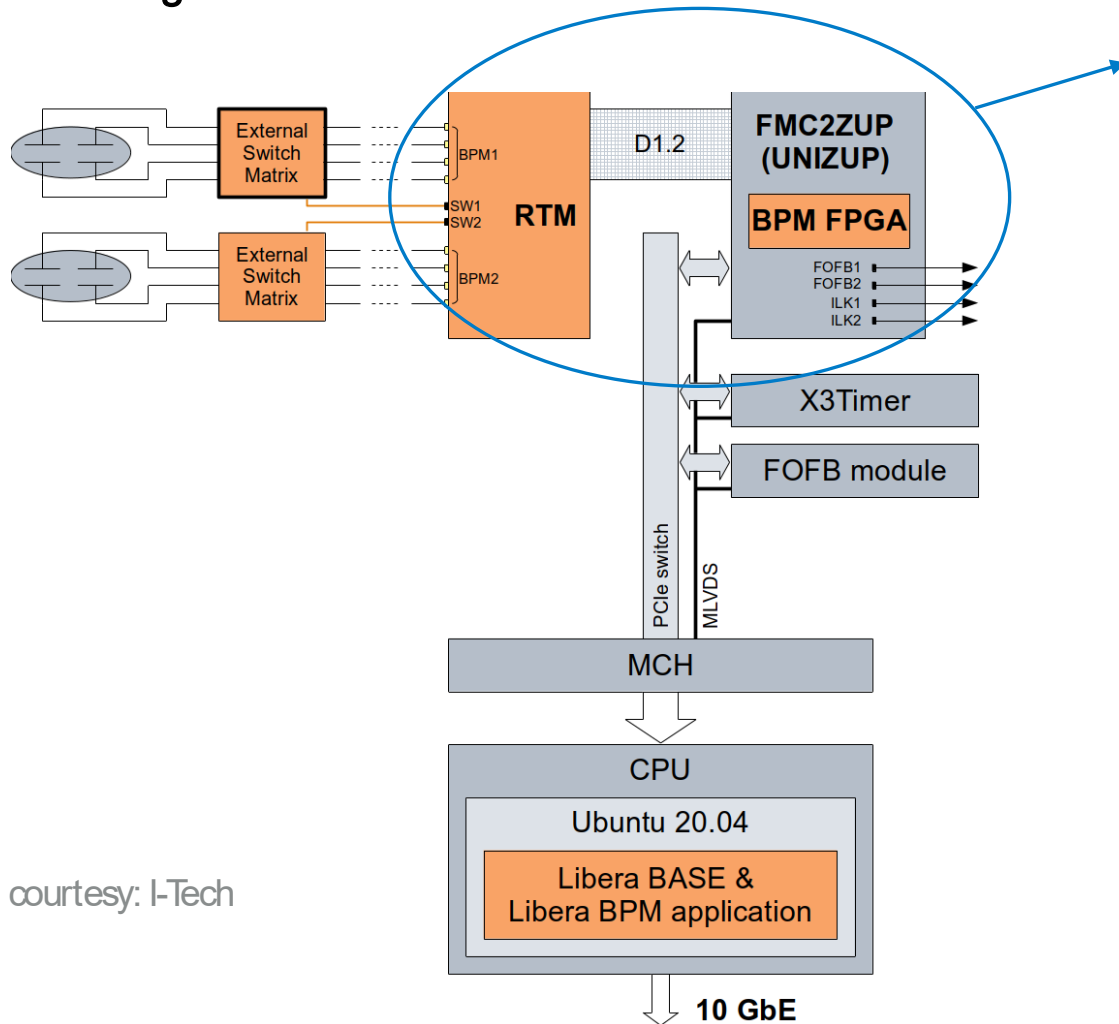 External
Switch
Matrix
BPM1
SW1
SW2
RTM
D1.2
FMC2ZUP
(UNIZUP)
BPM FPGA
FOFB1
FOFB2
ILK1
ILK2
External
Switch
Matrix
BPM2
X3Timer
FOFB module
PCIe switch
MLVDS
MCH
CPU
Ubuntu 20.04
Libera BASE &
Libera BPM application
courtesy: I-Tech
10 GbE